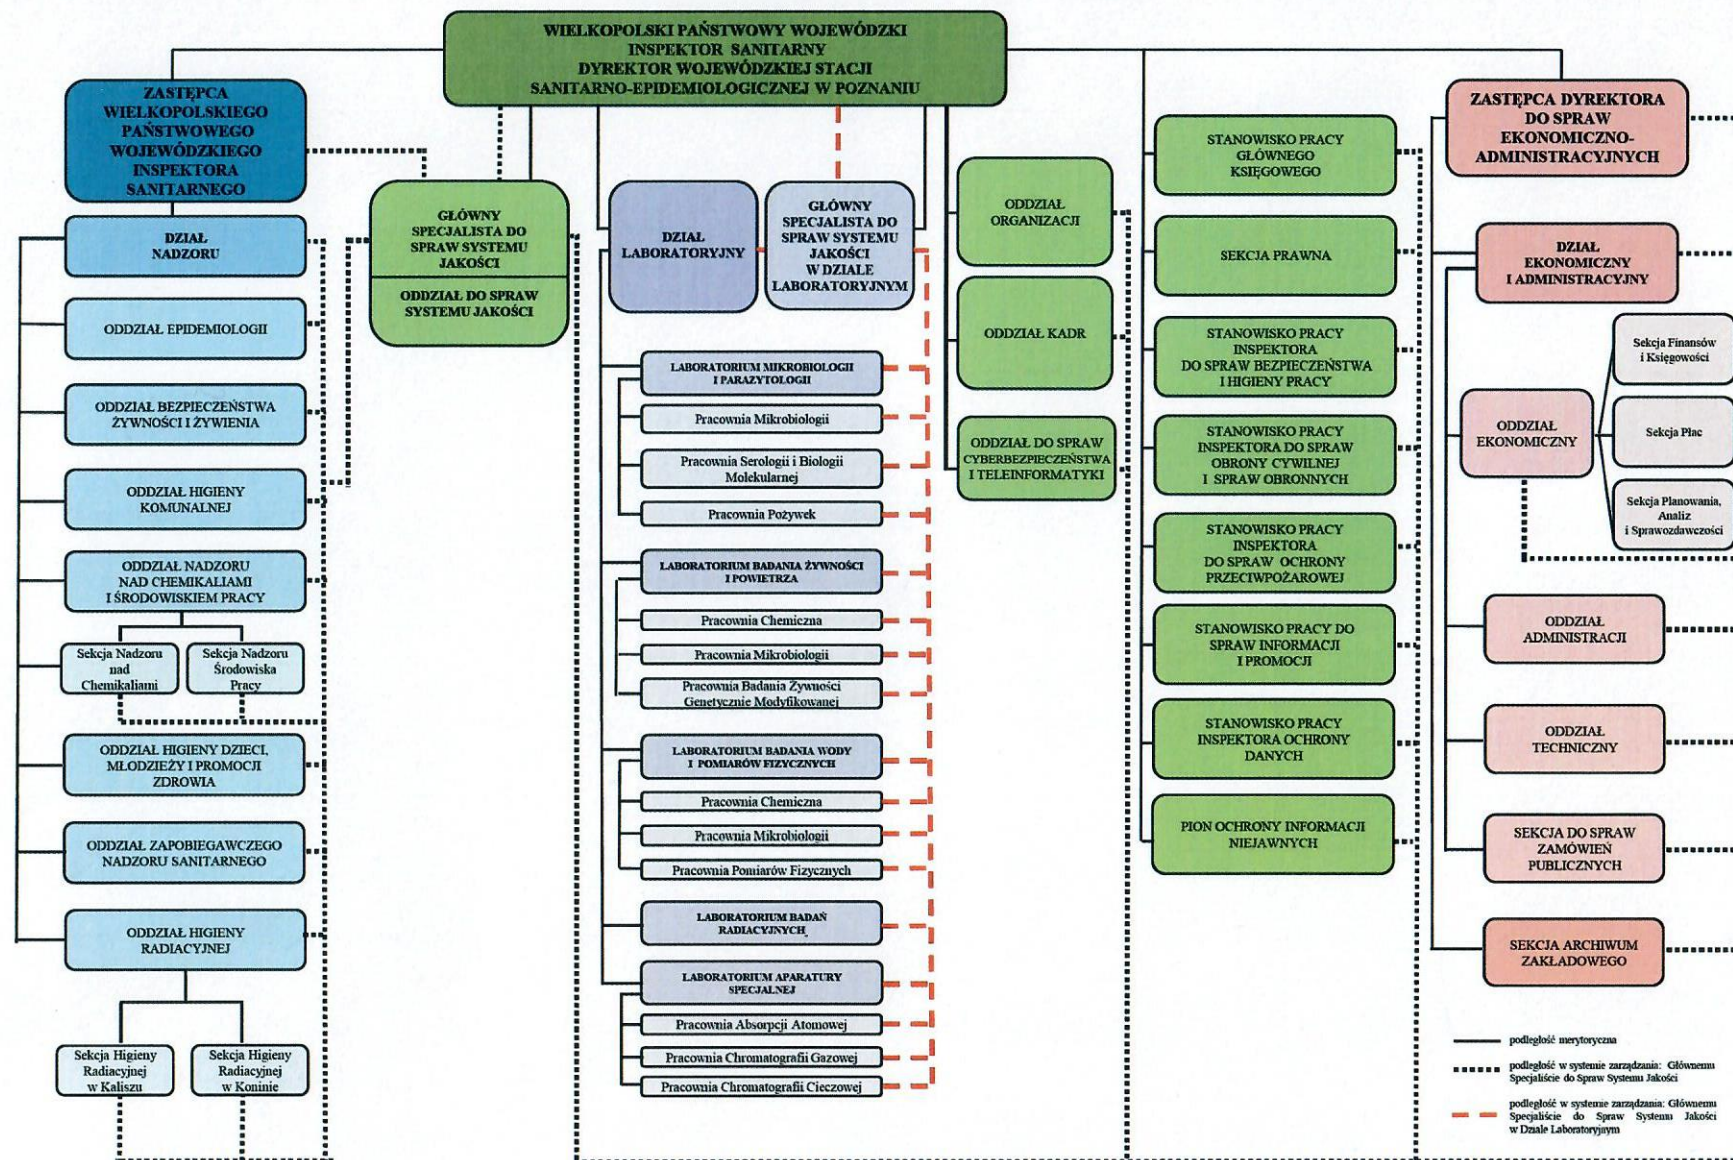 WIELKOPOLSKI PAŃSTWOWY WOJEWÓDZKI
INSPEKTOR SANITARNY
DYREKTOR WOJEWÓDZKIEJ STACJI
SANITARNO-EPIDEMIOLOGICZNEJ W POZNANIU
ZASTĘPCA
WIELKOPOLSKIEGO
PAŃSTWOWEGO
WOJEWÓDZKIEGO
INSPEKTORA
SANITARNEGO
DZIAŁ
NADZORU
ODDZIAŁ EPIDEMIOLOGII
ODDZIAŁ BEZPIECZEŃSTWA
ŻYWNOŚCI I ŻYWIENIA
ODDZIAŁ HIGIENY
KOMUNALNEJ
ODDZIAŁ NADZORU
NAD CHEMIKALIAMI
I ŚRODOWISKIEM PRACY
Sekcja Nadzoru
nad
Chemikaliami
Sekcja Nadzoru
Środowiska
Pracy
ODDZIAŁ HIGIENY DZIECI,
MŁODZIEŻY I PROMOCJI
ZDROWIA
ODDZIAŁ ZAPOBIEGAWCZEGO
NADZORU SANITARNEGO
ODDZIAŁ HIGIENY
RADIACYJNEJ
Sekcja Higieny
Radiacyjnej
w Kaliszu
Sekcja Higieny
Radiacyjnej
w Koninie
GŁÓWNY
SPECJALISTA DO
SPRAW SYSTEMU
JAKOŚCI
ODDZIAŁ DO SPRAW
SYSTEMU JAKOŚCI
DZIAŁ
LABORATORYJNY
GŁÓWNY
SPECJALISTA DO
SPRAW SYSTEMU
JAKOŚCI
W DZIALE
LABORATORYJNYM
LABORATORIUM MIKROBIOLOGII
I PARAZYTOLOGII
Pracownia Mikrobiologii
Pracownia Serologii i Biologii
Molekularnej
Pracownia Pożywek
LABORATORIUM BADANIA ŻYWNOŚCI
I POWIETRZA
Pracownia Chemiczna
Pracownia Mikrobiologii
Pracownia Badania Żywności
Genetycznie Modyfikowanej
LABORATORIUM BADANIA WODY
I POMIARÓW FIZYCZNYCH
Pracownia Chemiczna
Pracownia Mikrobiologii
Pracownia Pomiarów Fizycznych
LABORATORIUM BADAŃ
RADIACYJNYCH
LABORATORIUM APARATURY
SPECJALNEJ
Pracownia Absorpcji Atomowej
Pracownia Chromatografii Gazowej
Pracownia Chromatografii Cieczowej
ODDZIAŁ
ORGANIZACJI
ODDZIAŁ KADR
ODDZIAŁ DO SPRAW
CYBERBEZPIECZEŃSTWA
I TELEINFORMATYKI
STANOWISKO PRACY
GŁÓWNEGO
KSIĘGOWEGO
SEKCJA PRAWNA
STANOWISKO PRACY
INSPEKTORA
DO SPRAW BEZPIECZEŃSTWA
I HIGIENY PRACY
STANOWISKO PRACY
INSPEKTORA DO SPRAW
OBRONY CYWILNEJ
I SPRAW OBRONNYCH
STANOWISKO PRACY
INSPEKTORA
DO SPRAW OCHRONY
PRZECIWPOŻAROWEJ
STANOWISKO PRACY DO
SPRAW INFORMACJI
I PROMOCJI
STANOWISKO PRACY
INSPEKTORA OCHRONY
DANYCH
PION OCHRONY INFORMACJI
NIEJAWNYCH
ZASTĘPCA DYREKTORA
DO SPRAW
EKONOMICZNO-
ADMINISTRACYJNYCH
DZIAŁ
EKONOMICZNY
I ADMINISTRACYJNY
ODDZIAŁ
EKONOMICZNY
Sekcja Finansów
i Księgowości
Sekcja Płac
Sekcja Planowania,
Analiz
i Sprawozdawczości
ODDZIAŁ
ADMINISTRACJI
ODDZIAŁ
TECHNICZNY
SEKCJA DO SPRAW
ZAMÓWIEŃ
PUBLICZNYCH
SEKCJA ARCHIWUM
ZAKŁADOWEGO
podległość merytoryczna
podległość w systemie zarządzania: Głównemu
Specjaliście do Spraw Systemu Jakości
podległość w systemie zarządzania: Głównemu
Specjaliście do Spraw Systemu Jakości
w Dziale Laboratoryjnym